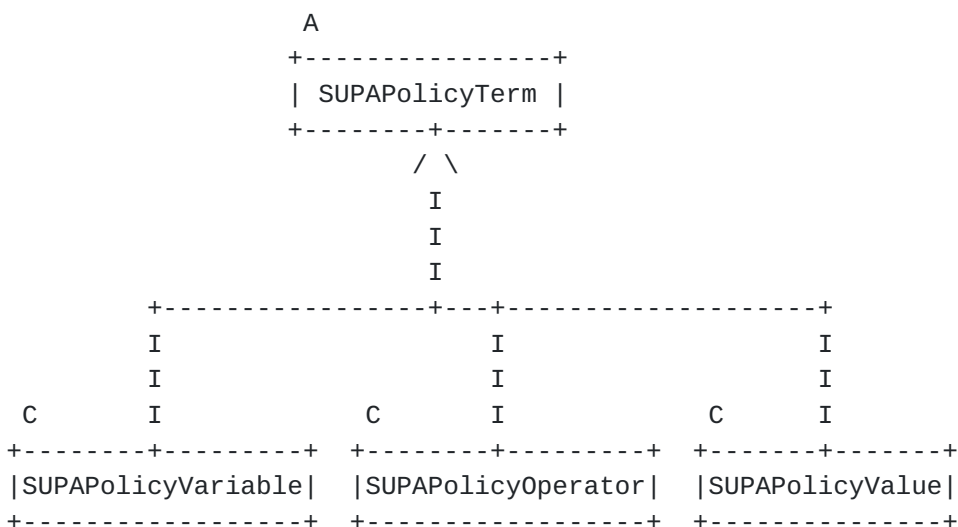 A
+-----------------+
| SUPAPolicyTerm |
+--------+-------+
/ \
I
I
I
+-----------------+---+--------------------+
I I I
I I I
C I C I C I
+--------+---------+ +--------+---------+ +-------+-------+
|SUPAPolicyVariable| |SUPAPolicyOperator| |SUPAPolicyValue|
+------------------+ +------------------+ +---------------+